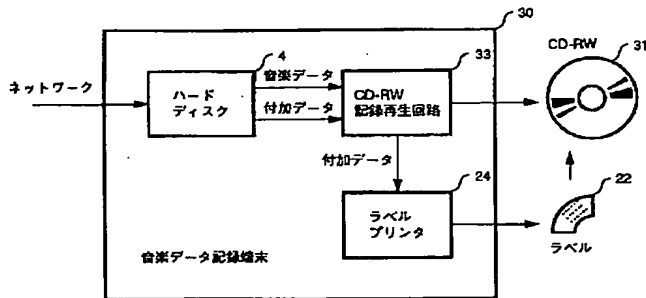 30
CD-RW
31
4
33
ネットワーク
ハード
ディスク
音楽データ
付加データ
CD-RW
記録再生回路
付加データ
24
22
ラベル
プリンタ
ラベル
音楽データ記録端末